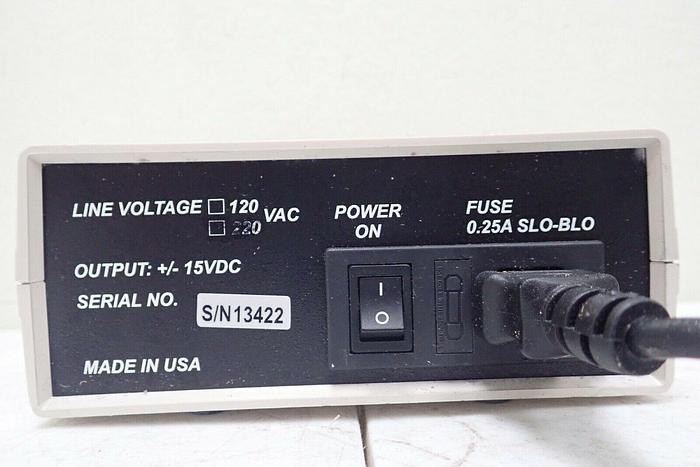 LINE VOLTAGE 120 VAC
220
POWER
ON
FUSE
0.25A SLO-BLO
OUTPUT: +/- 15VDC
SERIAL NO. S/N13422
MADE IN USA
I
O